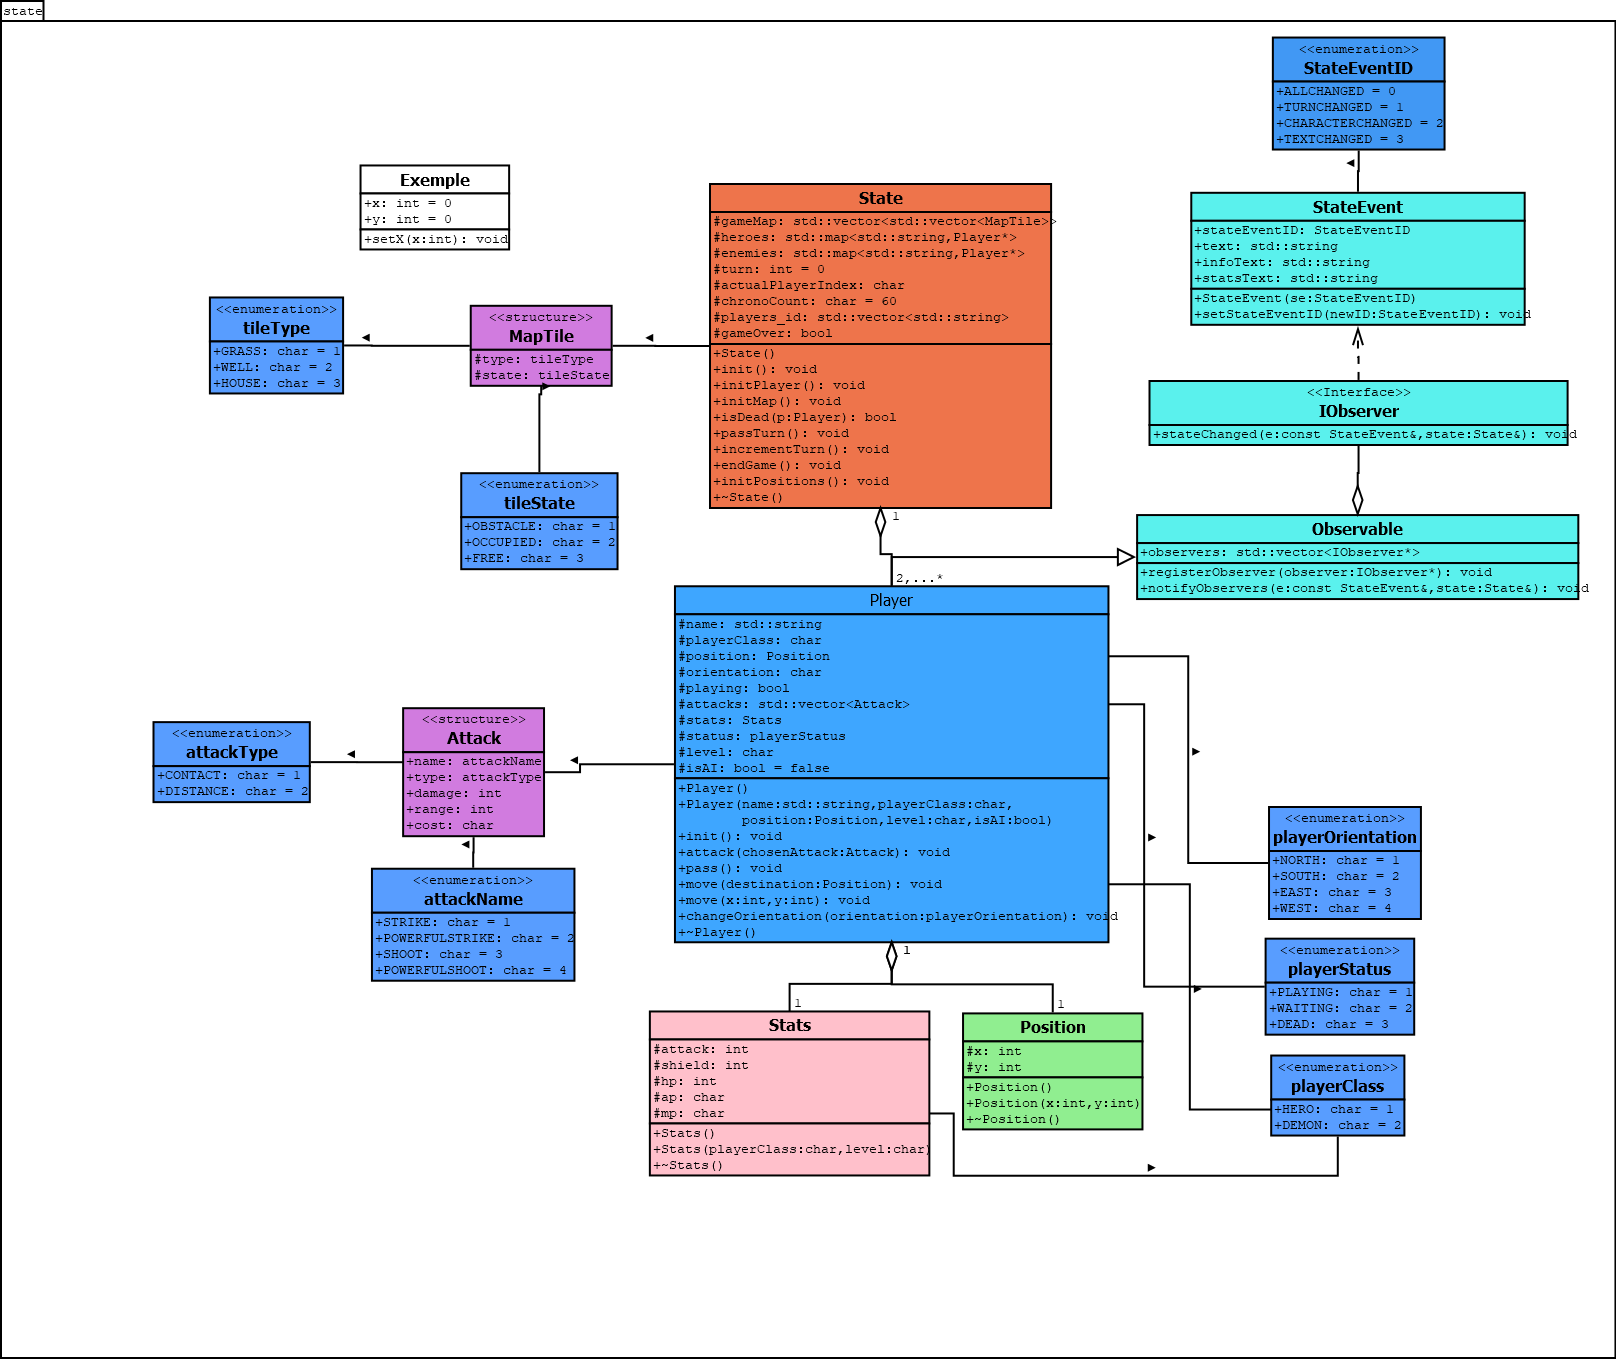 state
<<enumeration>>
StateEventID
+ALLCHANGED = 0
+TURNCHANGED = 1
+CHARACTERCHANGED = 2
+TEXTCHANGED = 3
Exemple
+x: int = 0
+y: int = 0
+setX(x:int): void
State
#gameMap: std::vector<std::vector<MapTile>>
#heroes: std::map<std::string,Player*>
#enemies: std::map<std::string,Player*>
#turn: int = 0
#actualPlayerIndex: char
#chronoCount: char = 60
#players_id: std::vector<std::string>
#gameOver: bool
+State()
+init(): void
+initPlayer(): void
+initMap(): void
+isDead(p:Player): bool
+passTurn(): void
+incrementTurn(): void
+endGame(): void
+initPositions(): void
+~State()
StateEvent
+stateEventID: StateEventID
+text: std::string
+infoText: std::string
+statsText: std::string
+StateEvent(se:StateEventID)
+setStateEventID(newID:StateEventID): void
<<enumeration>>
tileType
+GRASS: char = 1
+WELL: char = 2
+HOUSE: char = 3
<<structure>>
MapTile
#type: tileType
#state: tileState
<<Interface>>
IObserver
+stateChanged(e:const StateEvent&,state:State&): void
<<enumeration>>
tileState
+OBSTACLE: char = 1
+OCCUPIED: char = 2
+FREE: char = 3
1
2,...*
Observable
+observers: std::vector<IObserver*>
+registerObserver(observer:IObserver*): void
+notifyObservers(e:const StateEvent&,state:State&): void
Player
#name: std::string
#playerClass: char
#position: Position
#orientation: char
#playing: bool
#attacks: std::vector<Attack>
#stats: Stats
#status: playerStatus
#level: char
#isAI: bool = false
+Player()
+Player(name:std::string,playerClass:char,
position:Position,level:char,isAI:bool)
+init(): void
+attack(chosenAttack:Attack): void
+pass(): void
+move(destination:Position): void
+move(x:int,y:int): void
+changeOrientation(orientation:playerOrientation): void
+~Player()
<<enumeration>>
attackType
+CONTACT: char = 1
+DISTANCE: char = 2
<<structure>>
Attack
+name: attackName
+type: attackType
+damage: int
+range: int
+cost: char
<<enumeration>>
attackName
+STRIKE: char = 1
+POWERFULSTRIKE: char = 2
+SHOOT: char = 3
+POWERFULSHOOT: char = 4
<<enumeration>>
playerOrientation
+NORTH: char = 1
+SOUTH: char = 2
+EAST: char = 3
+WEST: char = 4
<<enumeration>>
playerStatus
+PLAYING: char = 1
+WAITING: char = 2
+DEAD: char = 3
1
1
1
Stats
#attack: int
#shield: int
#hp: int
#ap: char
#mp: char
+Stats()
+Stats(playerClass:char,level:char)
+~Stats()
Position
#x: int
#y: int
+Position()
+Position(x:int,y:int)
+~Position()
<<enumeration>>
playerClass
+HERO: char = 1
+DEMON: char = 2